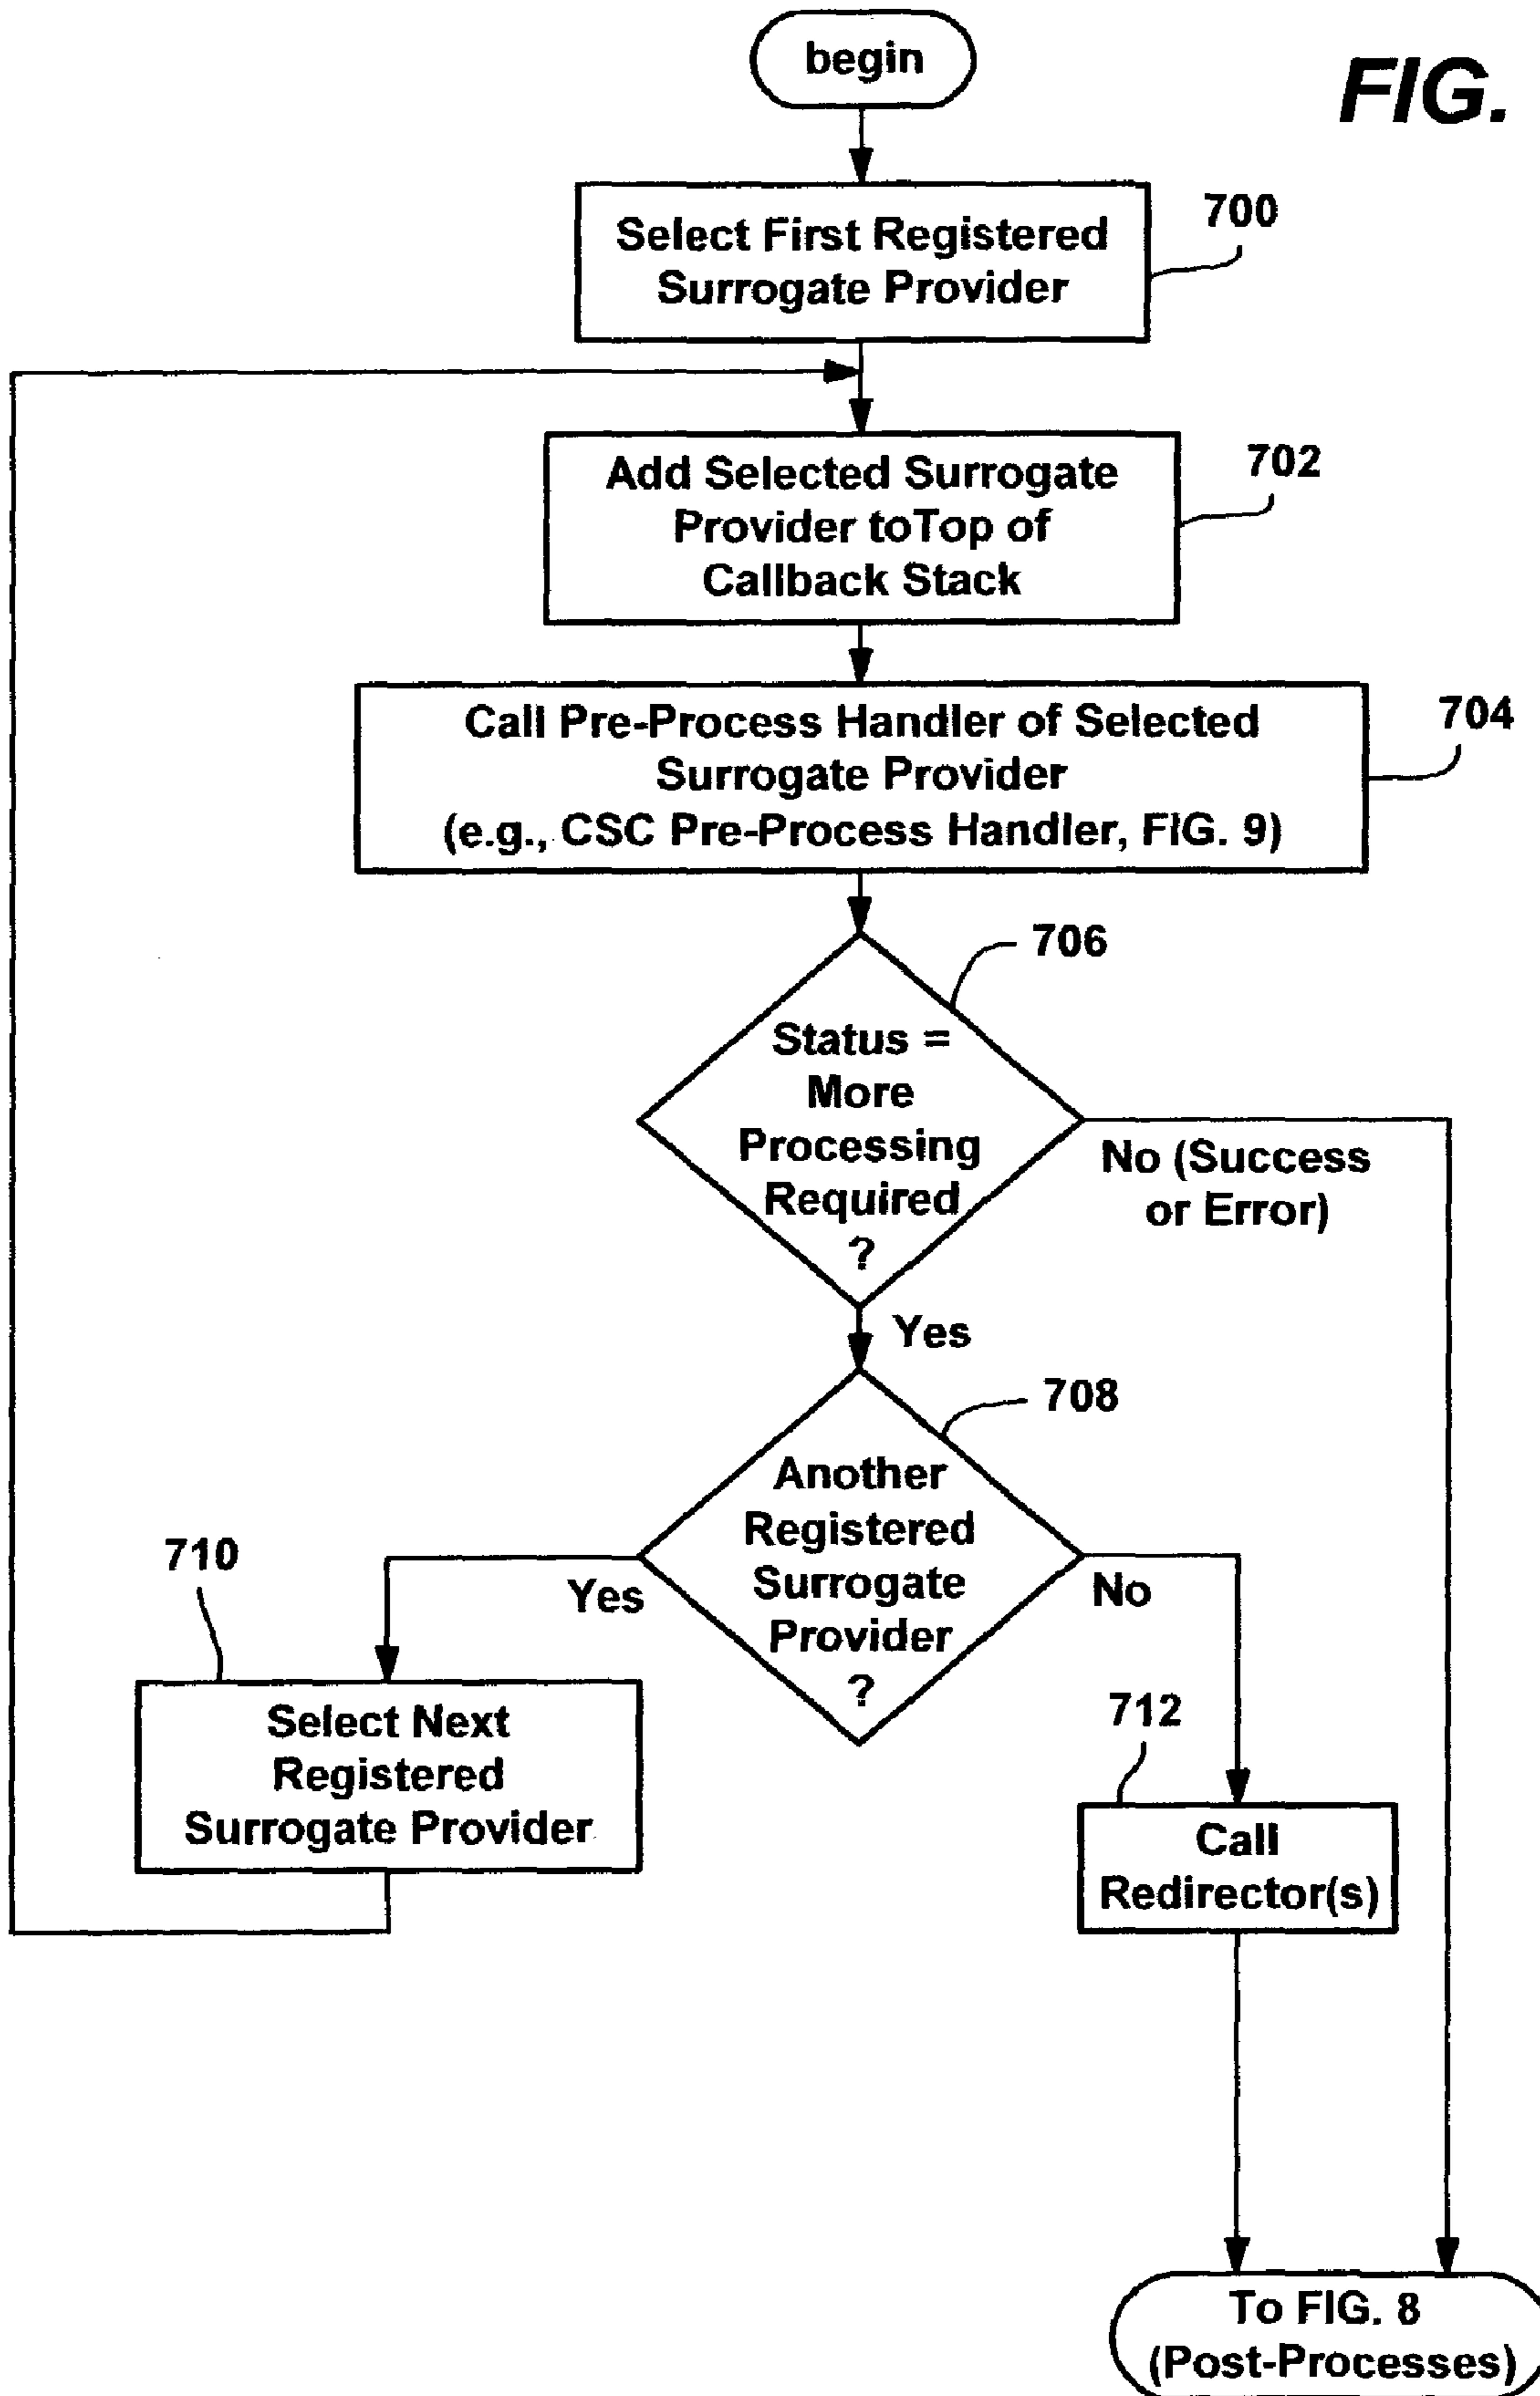 begin
FIG.
700
Select First Registered
Surrogate Provider
702
Add Selected Surrogate
Provider toTop of
Callback Stack
704
Call Pre-Process Handler of Selected
Surrogate Provider
(e.g., CSC Pre-Process Handler, FIG. 9)
706
Status =
More
Processing
Required
?
No (Success
or Error)
Yes
708
Another
Registered
Surrogate
Provider
?
Yes
No
710
Select Next
Registered
Surrogate Provider
712
Call
Redirector(s)
To FIG. 8
(Post-Processes)